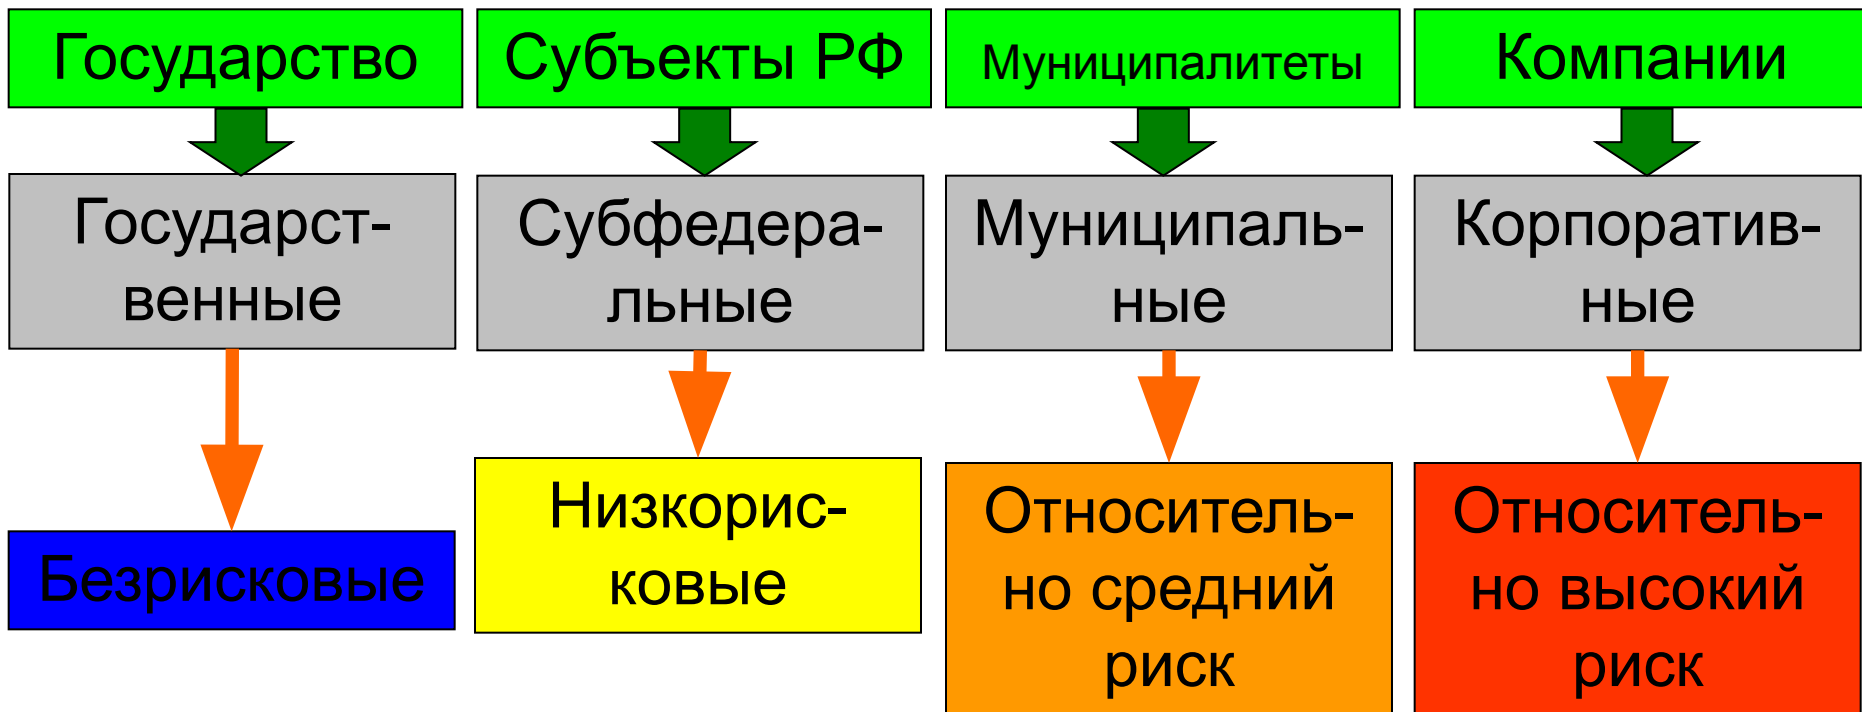 Государство
Субъекты РФ
Муниципалитеты
Компании
Государст-
венные
Субфедера-
льные
Муниципаль-
ные
Корпоратив-
ные
Безрисковые
Низкорис-
ковые
Относитель-
но средний
риск
Относитель-
но высокий
риск